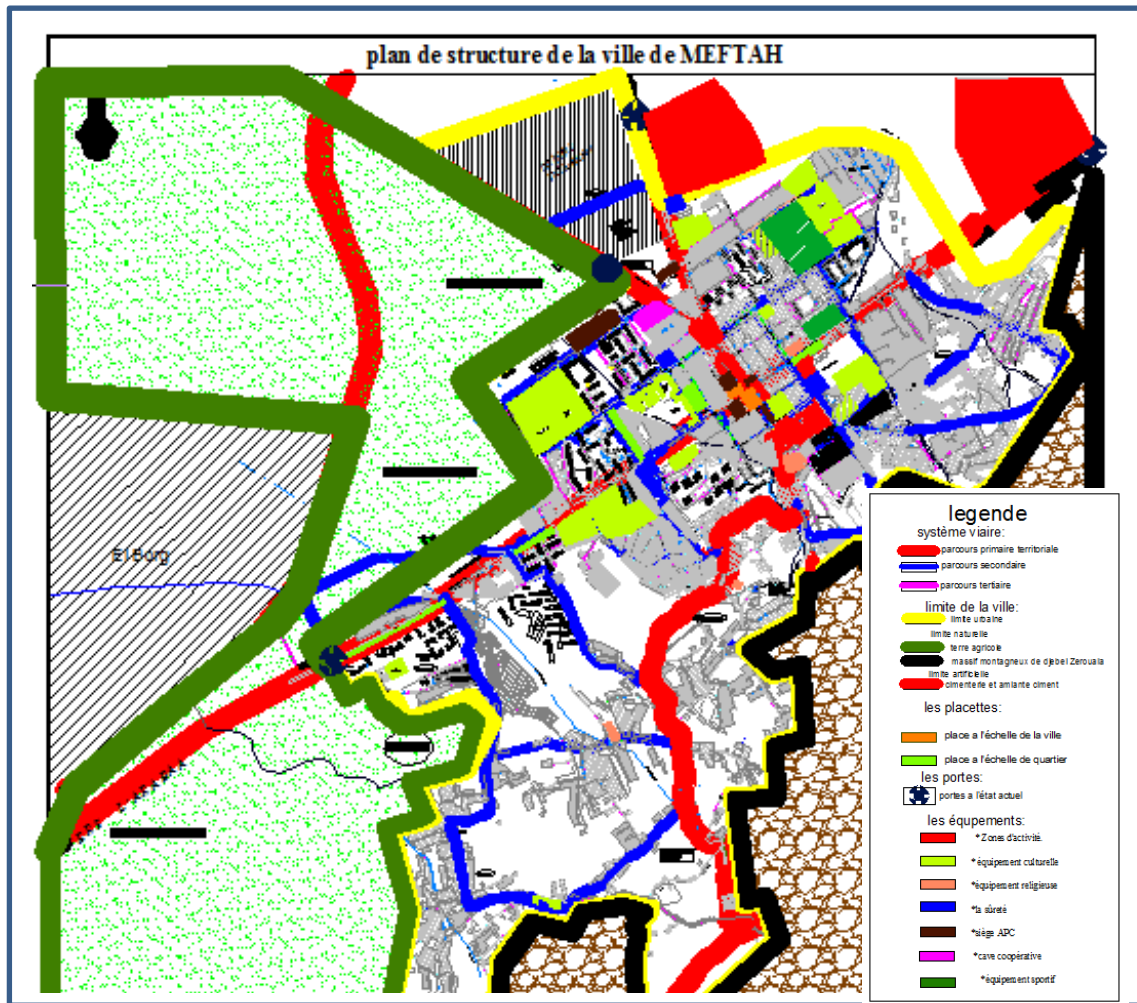 plan de structure de la ville de MEFTAH
El Borg
legende
système viaire:
parcours primaire territoriale
parcours secondaire
parcours tertiaire
limite de la ville:
limite urbaine
limite naturelle
terre agricole
massif montagneux de djebel Zerouala
limite artificielle
cimenterie et amiante ciment
les placettes:
place a l'échelle de la ville
place a l'échelle de quartier
les portes:
portes a l'état actuel
les équpements:
*Zones d'activité.
*équipement culturelle
*équipement religieuse
*la sûreté
*siège APC
*cave coopérative
*équipement sportif